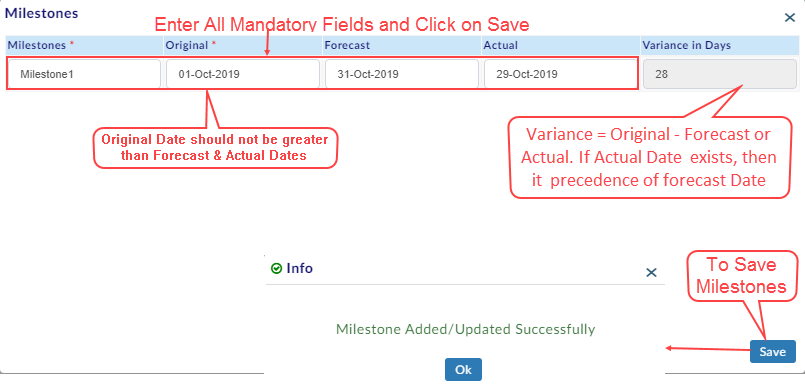 Milestones
Enter All Mandatory Fields and Click on Save
Milestones * Original * Forecast Actual Variance in Days
Milestone1 01-Oct-2019 31-Oct-2019 29-Oct-2019 28
Original Date should not be greater
than Forecast & Actual Dates
Variance = Original - Forecast or
Actual. If Actual Date exists, then
it precedence of forecast Date
Info
To Save
Milestones
Milestone Added/Updated Successfully
Save
Ok